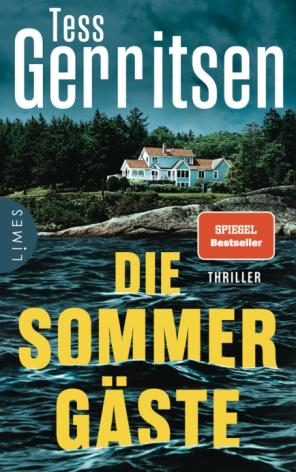 Tess
Gerritsen
LIMES
SPIEGEL
Bestseller
THRILLER
DIE
SOMMER
GÄSTE